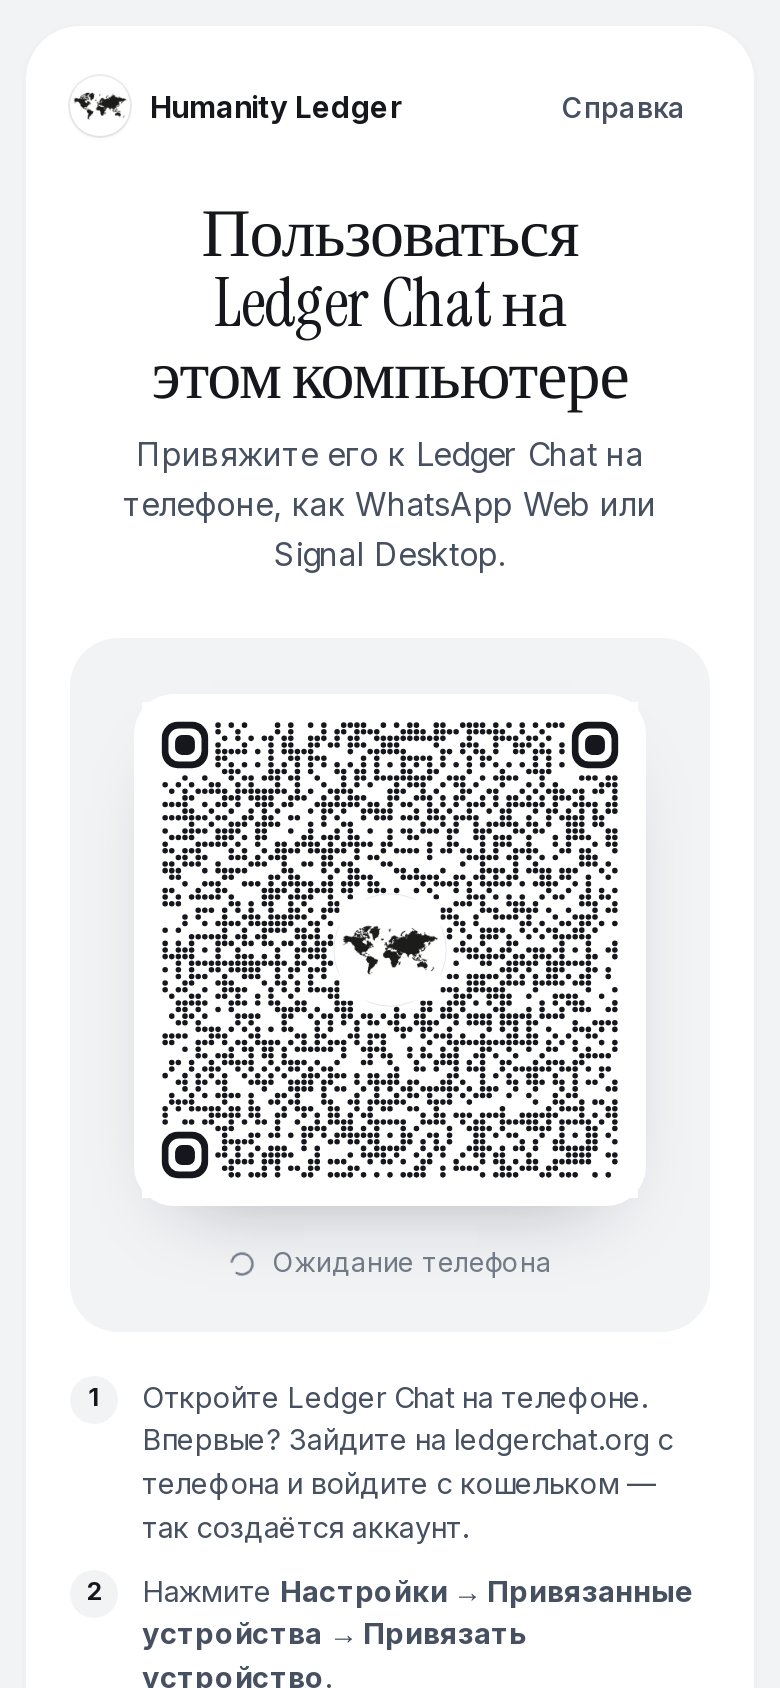 Humanity Ledger
Справка
Пользоваться
Ledger Chat на
этом компьютере
Привяжите его к Ledger Chat на
телефоне, как WhatsApp Web или
Signal Desktop.
Ожидание телефона
1
Откройте Ledger Chat на телефоне.
Впервые? Зайдите на ledgerchat.org с
телефона и войдите с кошельком —
так создаётся аккаунт.
2
Нажмите Настройки → Привязанные
устройства → Привязать
устройство.